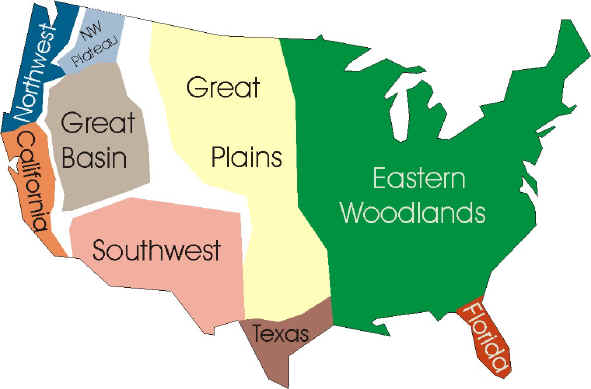 Northwest
NW
Plateau
Great
Basin
California
Great
Plains
Eastern
Woodlands
Southwest
Texas
Florida